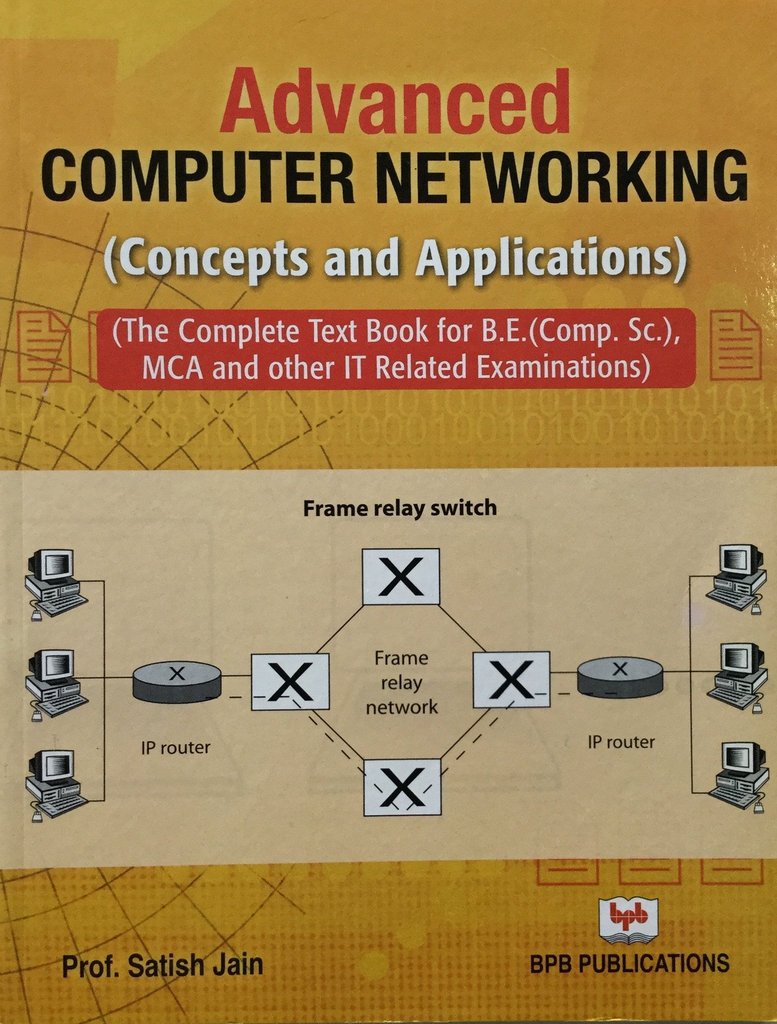 Advanced
COMPUTER NETWORKING
(Concepts and Applications)
(The Complete Text Book for B.E.(Comp. Sc.),
MCA and other IT Related Examinations)
Frame relay switch
X
X
Frame
relay
network
X
X
X
X
IP router
IP router
X
bpb
Prof. Satish Jain
BPB PUBLICATIONS